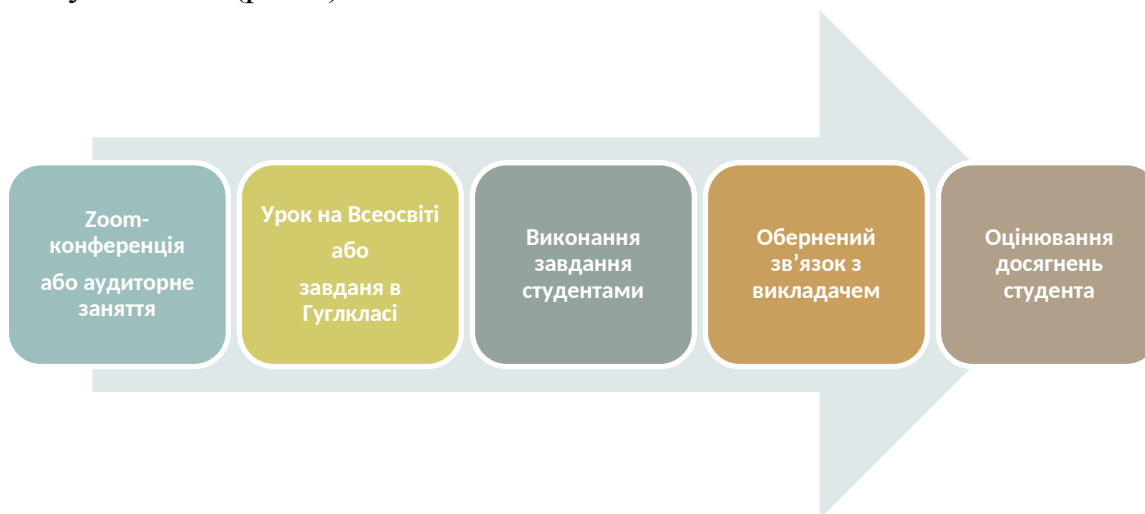 Zoom-
конференція
або аудиторне
заняття
Урок на Всеосвіті
або
завданя в
Гуглкласі
Виконання
завдання
студентами
Обернений
зв’язок з
викладачем
Оцінювання
досягнень
студента